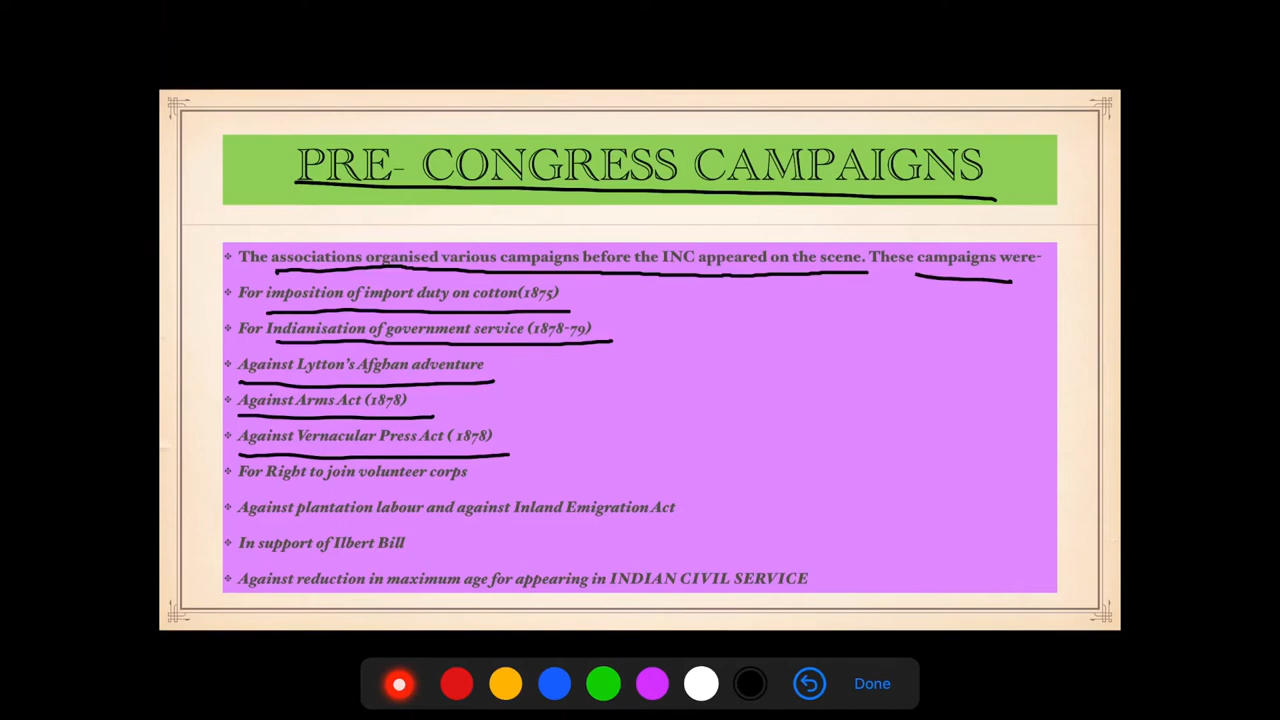 PRE- CONGRESS CAMPAIGNS
❖ The associations organised various campaigns before the INC appeared on the scene. These campaigns were-
❖ For imposition of import duty on cotton(1875)
❖ For Indianisation of government service (1878-79)
❖ Against Lytton's Afghan adventure
❖ Against Arms Act (1878)
❖ Against Vernacular Press Act ( 1878)
❖ For Right to join volunteer corps
❖ Against plantation labour and against Inland Emigration Act
❖ In support of Ilbert Bill
❖ Against reduction in maximum age for appearing in INDIAN CIVIL SERVICE
Done